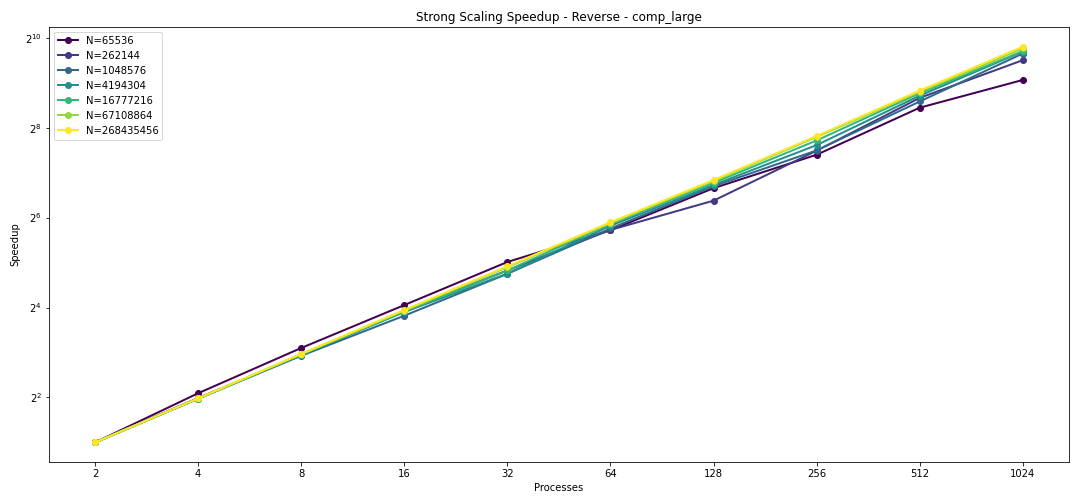 Strong Scaling Speedup - Reverse - comp_large
N=65536
N=262144
N=1048576
N=4194304
N=16777216
N=67108864
N=268435456
2^10
2^8
2^6
2^4
2^2
Speedup
2 4 8 16 32 64 128 256 512 1024
Processes